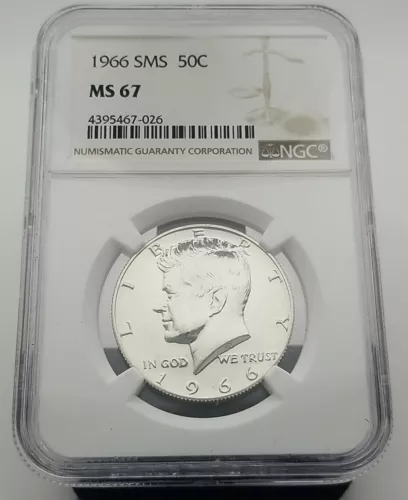 1966 SMS 50C
MS 67
4395467-026
NUMISMATIC GUARANTY CORPORATION NGC®
LIBERTY
IN GOD WE TRUST
1966